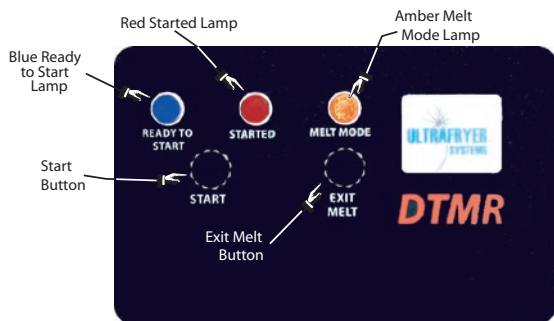 Red Started Lamp
Amber Melt
Mode Lamp
Blue Ready
to Start
Lamp
READY TO
START
STARTED
MELT MODE
ULTRAFRYER
SYSTEMS
Start
Button
START
EXIT
MELT
DTMR
Exit Melt
Button